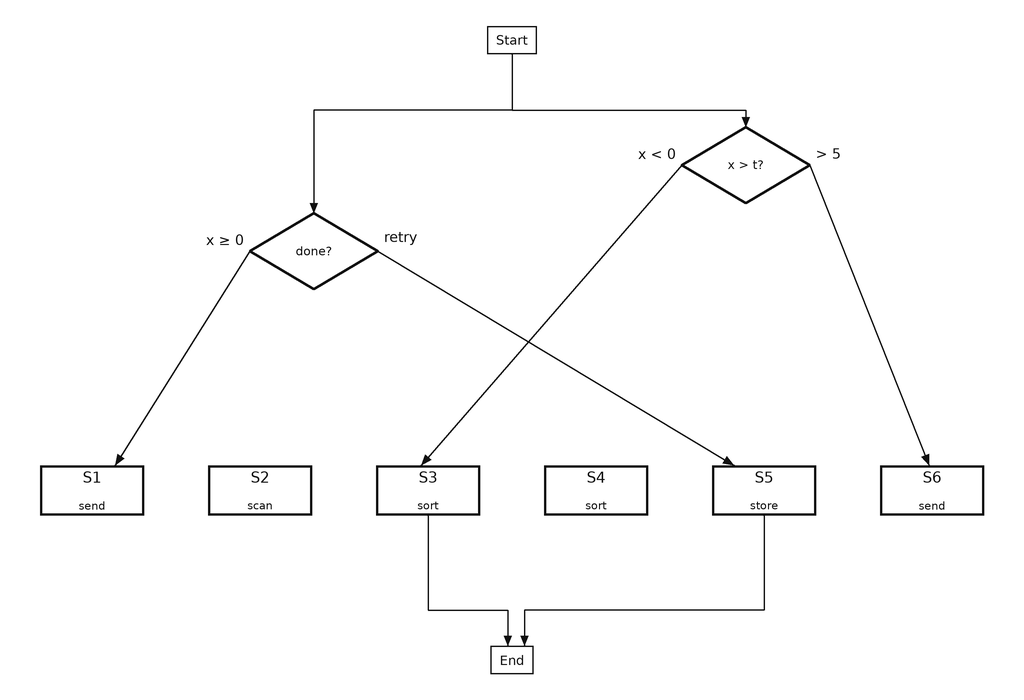 Start
x < 0
x > t?
> 5
x ≥ 0
done?
retry
S1
send
S2
scan
S3
sort
S4
sort
S5
store
S6
send
End